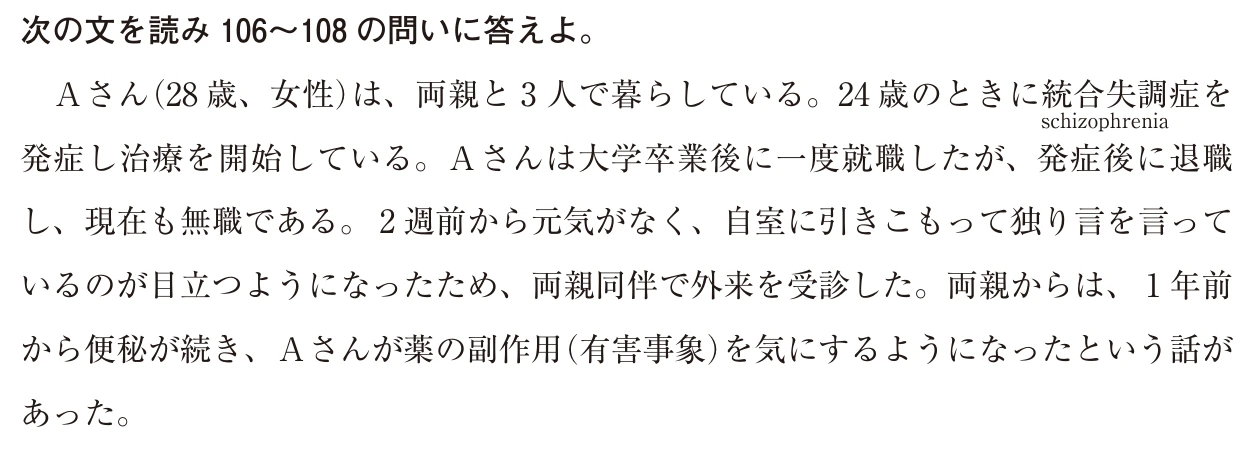 次の文を読み 106〜108 の問いに答えよ。
Aさん(28 歳、女性)は、両親と 3 人で暮らしている。24 歳のときに統合失調症を
schizophrenia
発症し治療を開始している。Aさんは大学卒業後に一度就職したが、発症後に退職
し、現在も無職である。2 週前から元気がなく、自室に引きこもって独り言を言って
いるのが目立つようになったため、両親同伴で外来を受診した。両親からは、1 年前
から便秘が続き、Aさんが薬の副作用(有害事象)を気にするようになったという話が
あった。